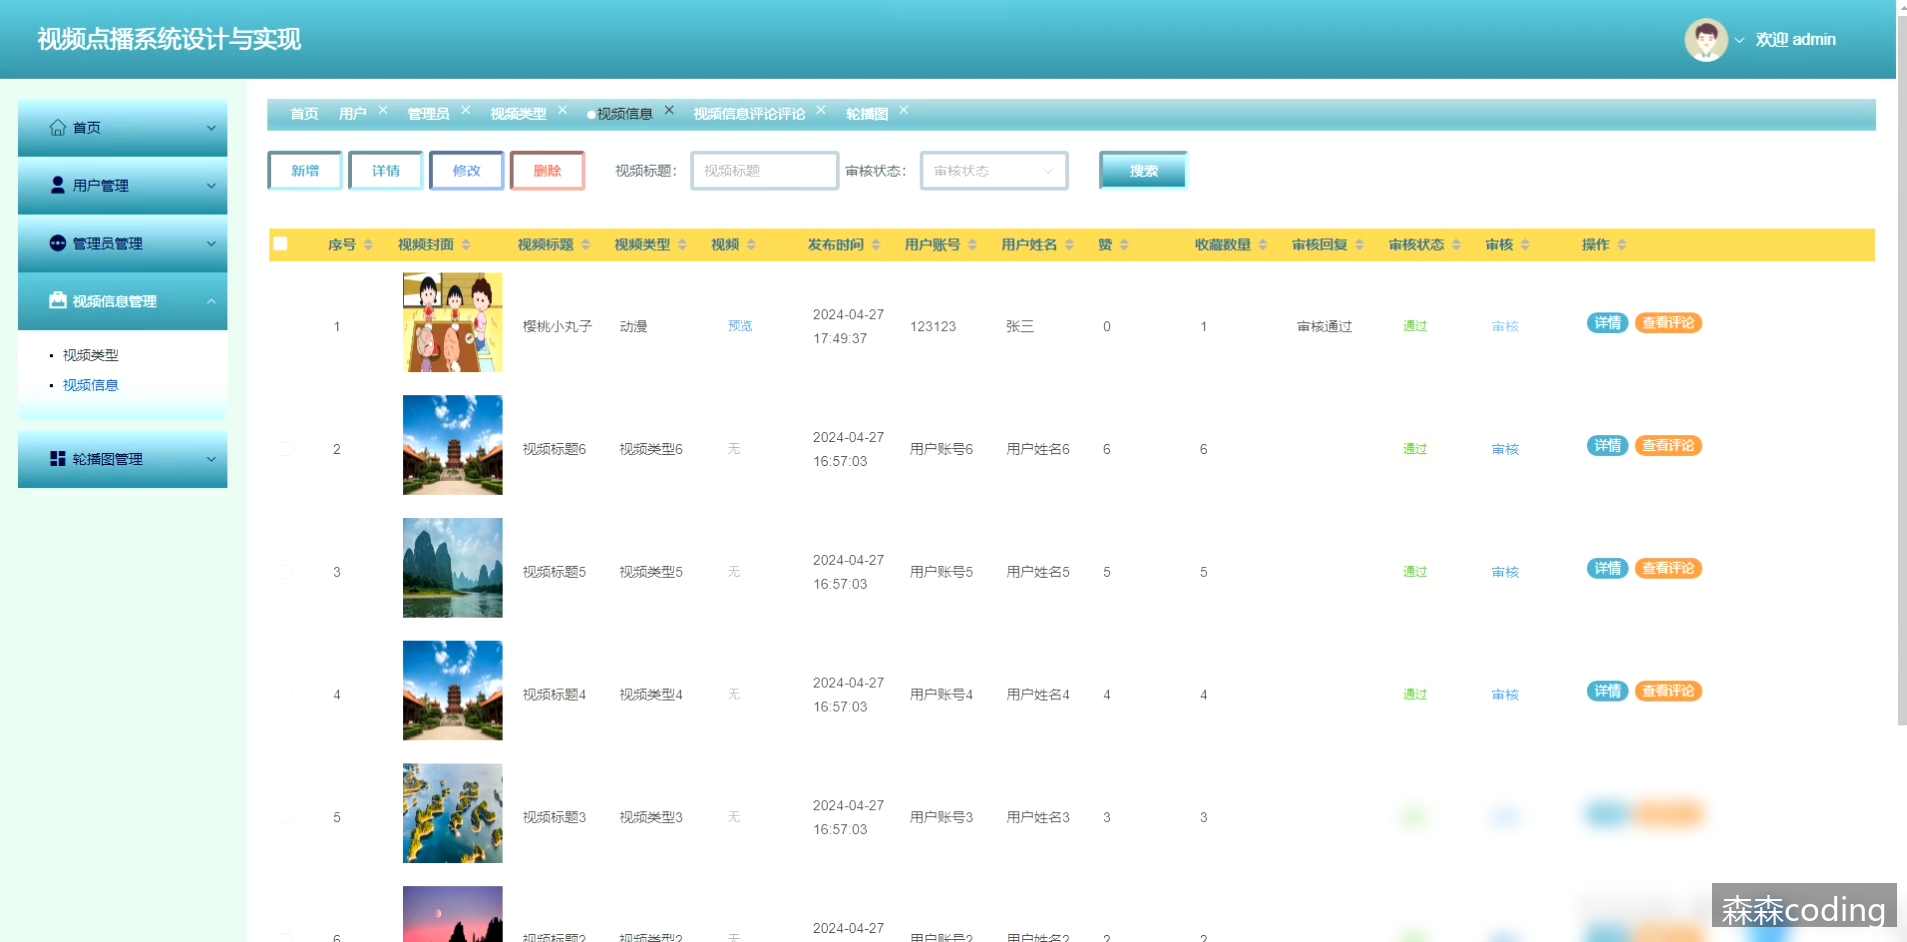 视频点播系统设计与实现
欢迎 admin
首页
用户管理
管理员管理
视频信息管理
视频类型
视频信息
轮播图管理
首页 用户 管理员 视频类型 视频信息 视频信息评论评论 轮播图
新增 详情 修改 删除 视频标题： 视频标题 审核状态： 审核状态 搜索
序号 视频封面 视频标题 视频类型 视频 发布时间 用户账号 用户姓名 赞 收藏数量 审核回复 审核状态 审核 操作
1 樱桃小丸子 动漫 预览 2024-04-27 17:49:37 123123 张三 0 1 审核通过 通过 审核 详情 查看评论
2 视频标题6 视频类型6 无 2024-04-27 16:57:03 用户账号6 用户姓名6 6 6 通过 审核 详情 查看评论
3 视频标题5 视频类型5 无 2024-04-27 16:57:03 用户账号5 用户姓名5 5 5 通过 审核 详情 查看评论
4 视频标题4 视频类型4 无 2024-04-27 16:57:03 用户账号4 用户姓名4 4 4 通过 审核 详情 查看评论
5 视频标题3 视频类型3 无 2024-04-27 16:57:03 用户账号3 用户姓名3 3 3
6 视频标题2 视频类型2 无 2024-04-27 用户账号2 用户姓名2 2 2
森森coding